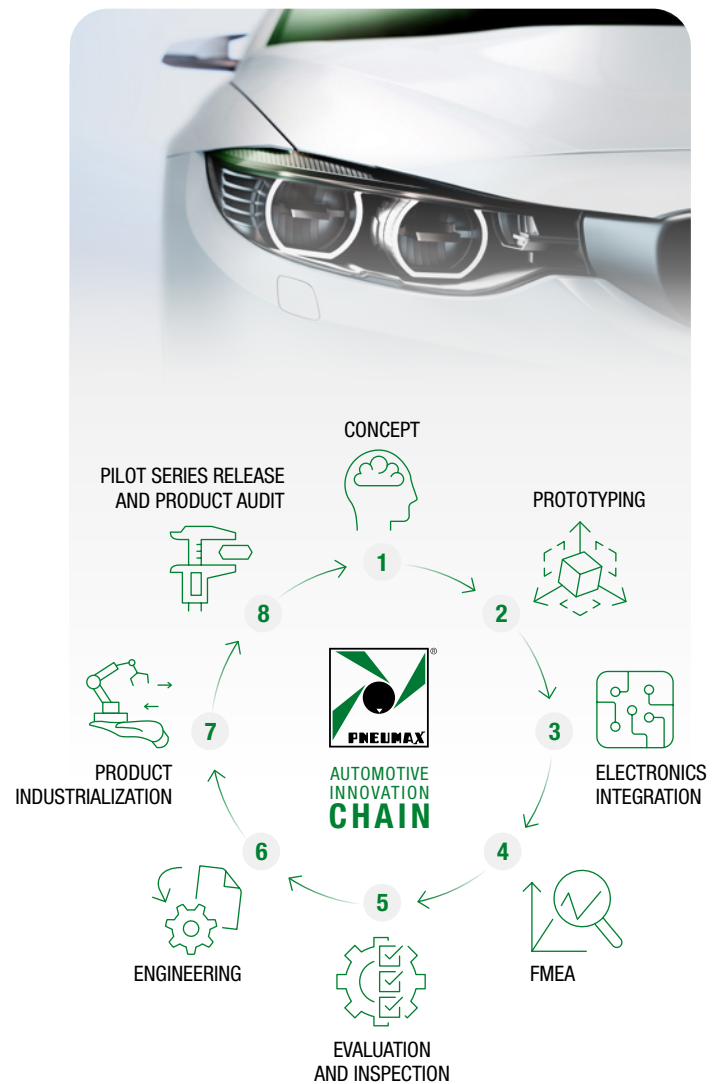 CONCEPT
1
PROTOTYPING
2
3
ELECTRONICS
INTEGRATION
4
FMEA
5
EVALUATION
AND INSPECTION
6
ENGINEERING
7
PRODUCT
INDUSTRIALIZATION
8
PILOT SERIES RELEASE
AND PRODUCT AUDIT
®
PNEUMAX
AUTOMOTIVE
INNOVATION
CHAIN